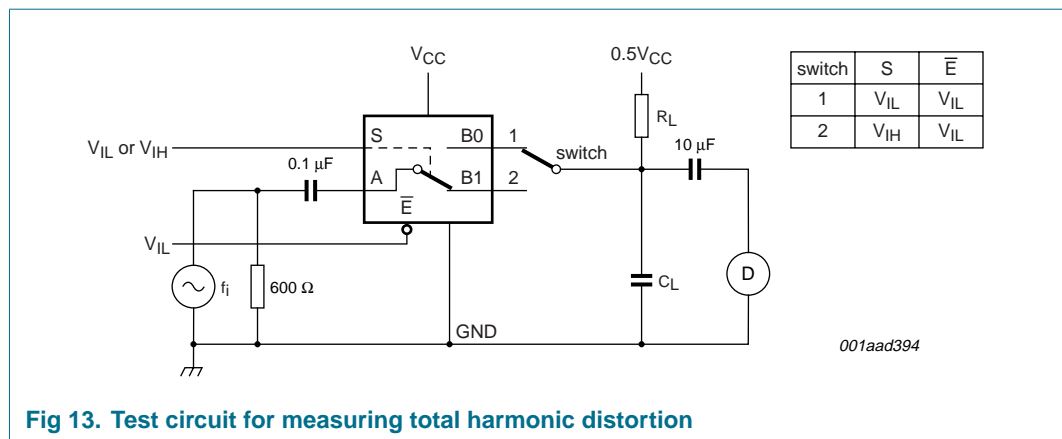 VCC
0.5VCC
switch S E̅
1 VIL VIL
2 VIH VIL
RL
S B0 1
10 μF
switch
VIL or VIH
0.1 μF
A B1 2
E̅
VIL
fi
600 Ω
CL
D
GND
001aad394
Fig 13. Test circuit for measuring total harmonic distortion